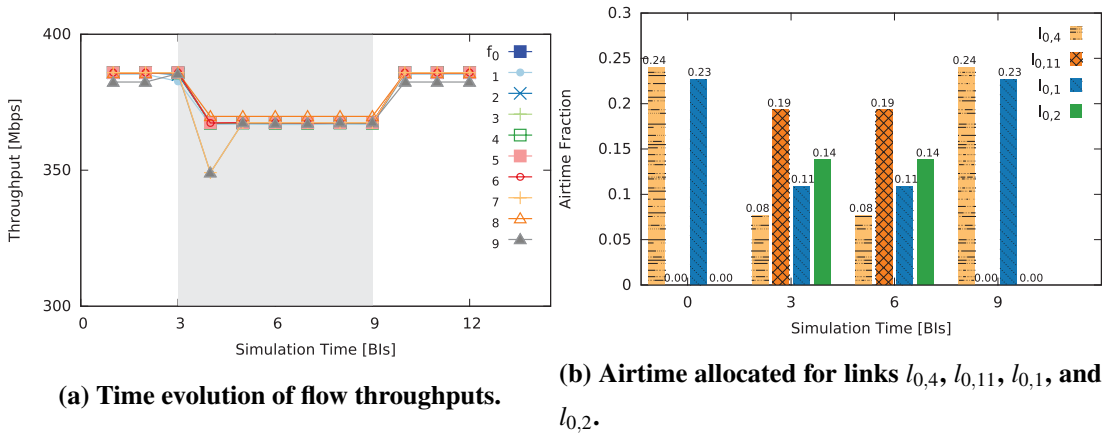 400
350
300
Throughput [Mbps]
0 3 6 9 12
Simulation Time [BIs]
f0
1
2
3
4
5
6
7
8
9
(a) Time evolution of flow throughputs.
0.3
0.25
0.2
0.15
0.1
0.05
0
Airtime Fraction
l0,4
l0,11
l0,1
l0,2
0.24 0.00 0.23 0.00
0.08 0.19 0.11 0.14
0.08 0.19 0.11 0.14
0.24 0.00 0.23 0.00
0 3 6 9
Simulation Time [BIs]
(b) Airtime allocated for links l0,4, l0,11, l0,1, and
l0,2.